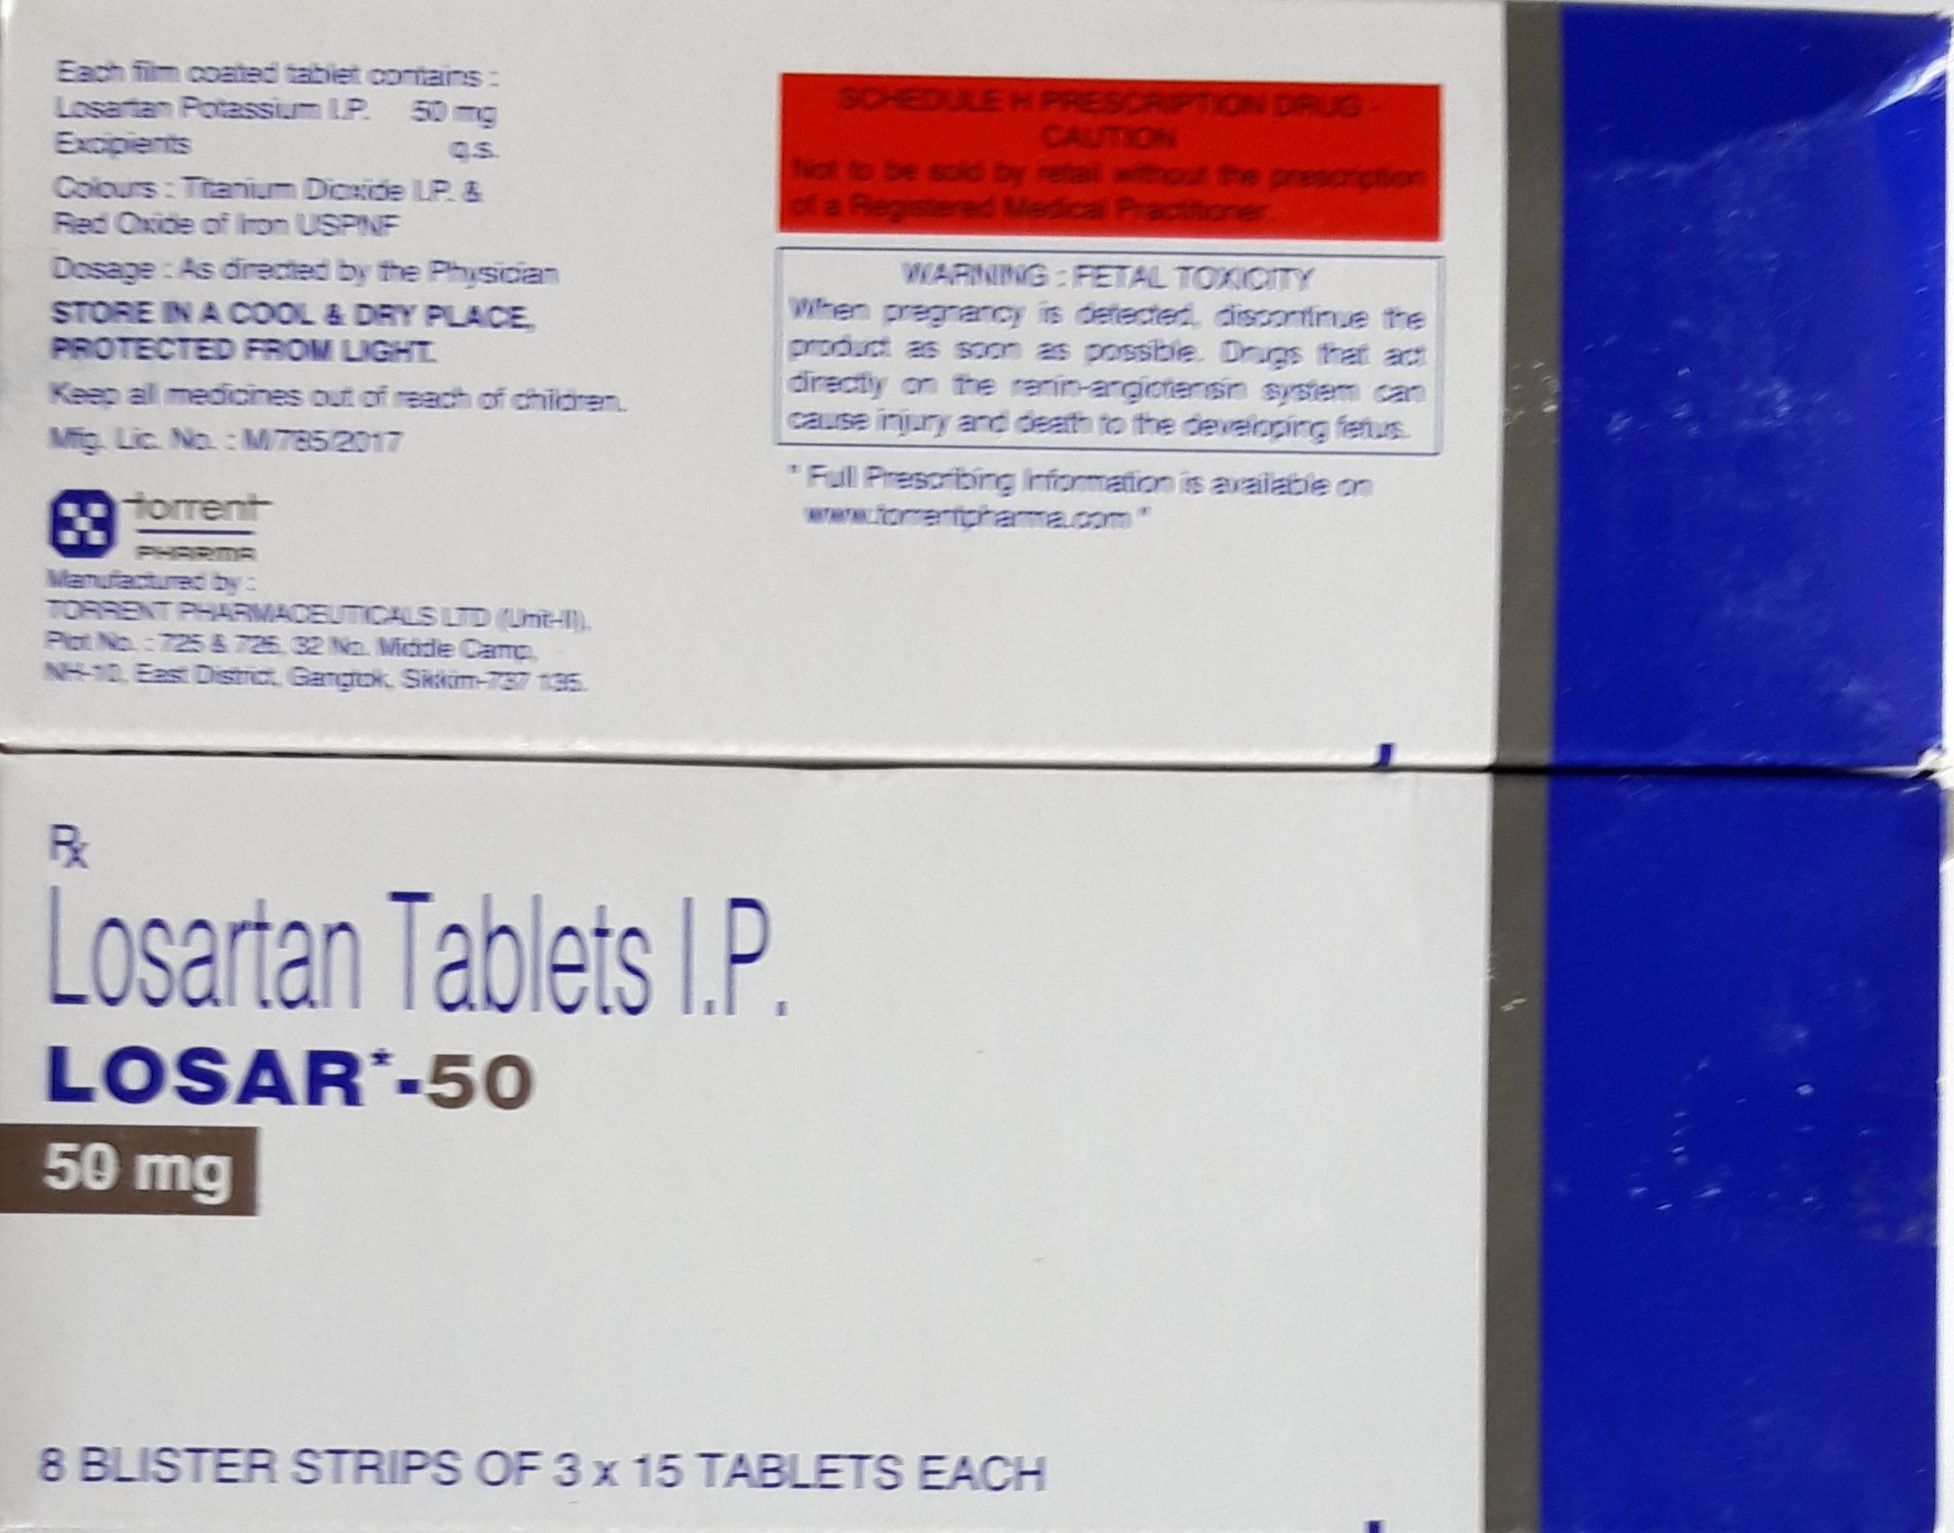 Each film coated tablet contains :
Losartan Potassium I.P. 50 mg
Excipients q.s.
Colours : Titanium Dioxide I.P. &
Red Oxide of Iron USPNF
Dosage : As directed by the Physician
STORE IN A COOL & DRY PLACE,
PROTECTED FROM LIGHT.
Keep all medicines out of reach of children.
Mfg. Lic. No. : M/785/2017
torrent
PHARMA
Manufactured by :
TORRENT PHARMACEUTICALS LTD (Unit-II),
Plot No. : 725 & 726, 32 No. Middle Camp,
NH-10, East District, Gangtok, Sikkim-737 135.
SCHEDULE H PRESCRIPTION DRUG -
CAUTION
Not to be sold by retail without the prescription
of a Registered Medical Practitioner.
WARNING : FETAL TOXICITY
When pregnancy is detected, discontinue the
product as soon as possible. Drugs that act
directly on the renin-angiotensin system can
cause injury and death to the developing fetus.
* Full Prescribing Information is available on
www.torrentpharma.com *
Rx
Losartan Tablets I.P.
LOSAR*-50
50 mg
8 BLISTER STRIPS OF 3 x 15 TABLETS EACH